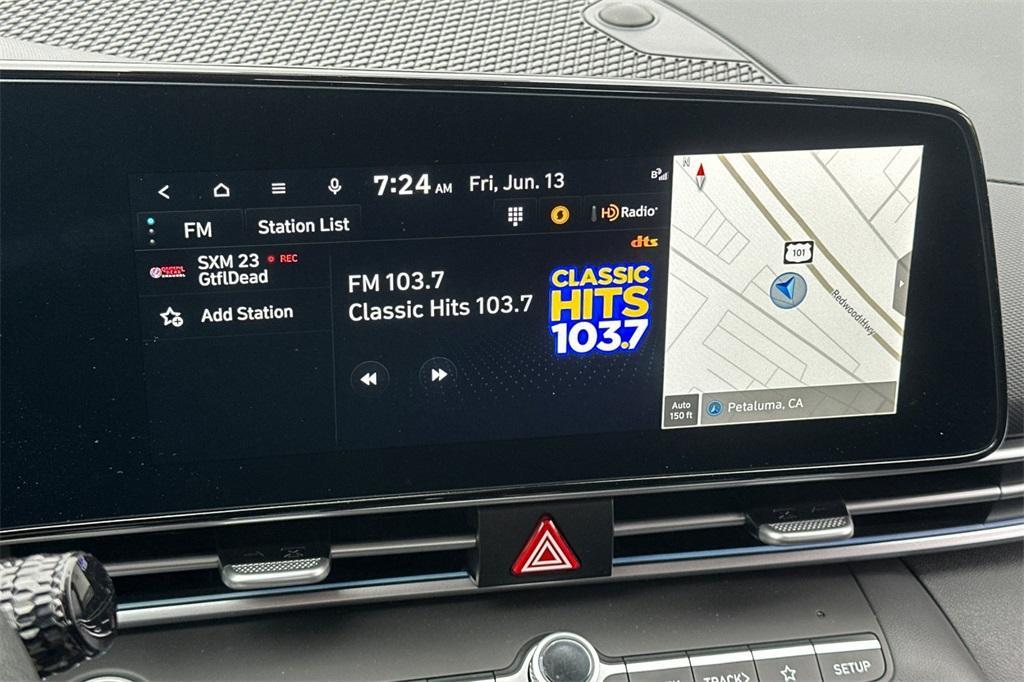 7:24 AM Fri, Jun. 13
FM Station List
HD Radio
dts
SXM 23 REC
GtflDead
Add Station
FM 103.7
Classic Hits 103.7
CLASSIC
HITS
103.7
N
101
Redwood Hwy
Auto
150 ft
Petaluma, CA
TRACK
SETUP